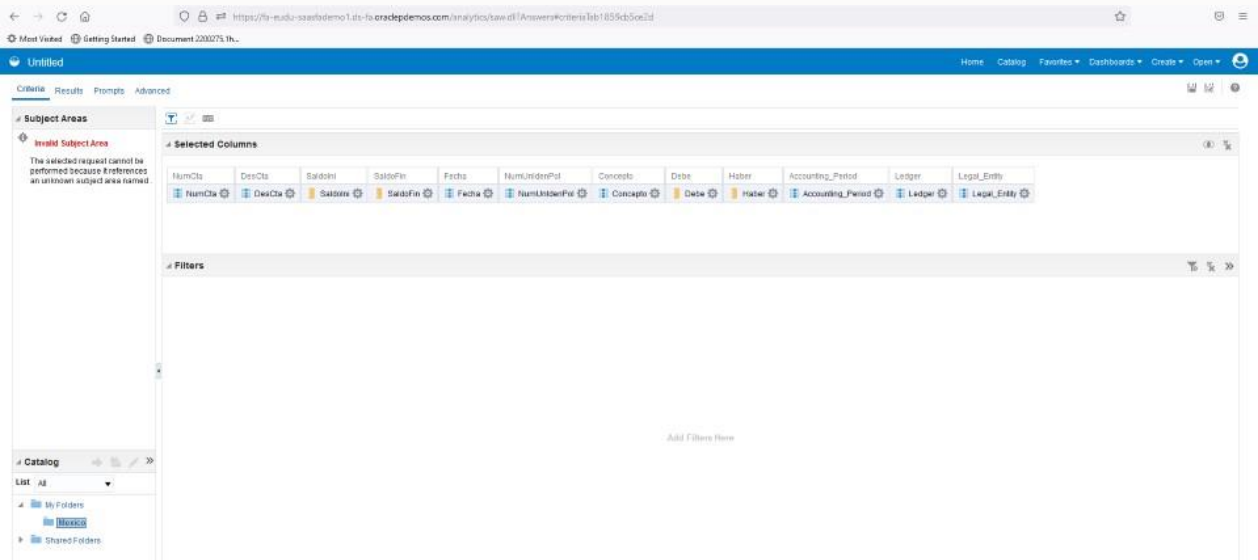 https://fa-eudu-saasfademo1.ds-fa.oraclepdemos.com/analytics/saw.dll?Answers#criteriaTab1855cb5ce2d
Most Visited Getting Started Document 2200275.1h...
Untitled
Home Catalog Favorites Dashboards Create Open
Criteria Results Prompts Advanced
Subject Areas
Invalid Subject Area
The selected request cannot be
performed because it references
an unknown subject area named .
Selected Columns
NumCta DesCta SaldoIni SaldoFin Fecha NumUnIdenPol Concepto Debe Haber Accounting_Period Ledger Legal_Entity
NumCta DesCta SaldoIni SaldoFin Fecha NumUnIdenPol Concepto Debe Haber Accounting_Period Ledger Legal_Entity
Filters
Add Filters Here
Catalog
List All
My Folders
Mexico
Shared Folders